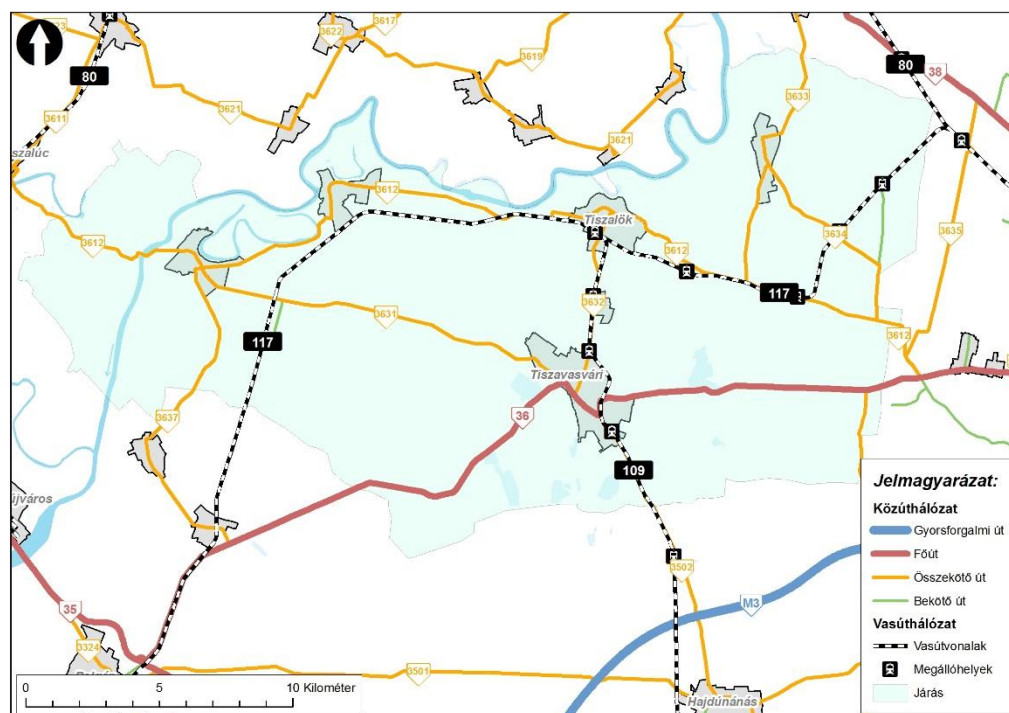 3622
3617
3619
80
80
38
3621
3611
3621
3633
szalúc
3612
Tiszalök
3612
3612
3634
3635
117
3632
117
3631
3612
Tiszavasvári
36
3637
109
újváros
3502
M3
35
3324
3501
Hajdúnánás
0 5 10 Kilométer
Jelmagyarázat:
Közúthálózat
Gyorsforgalmi út
Főút
Összekötő út
Bekötő út
Vasúthálózat
Vasútvonalak
Megállóhelyek
Járás